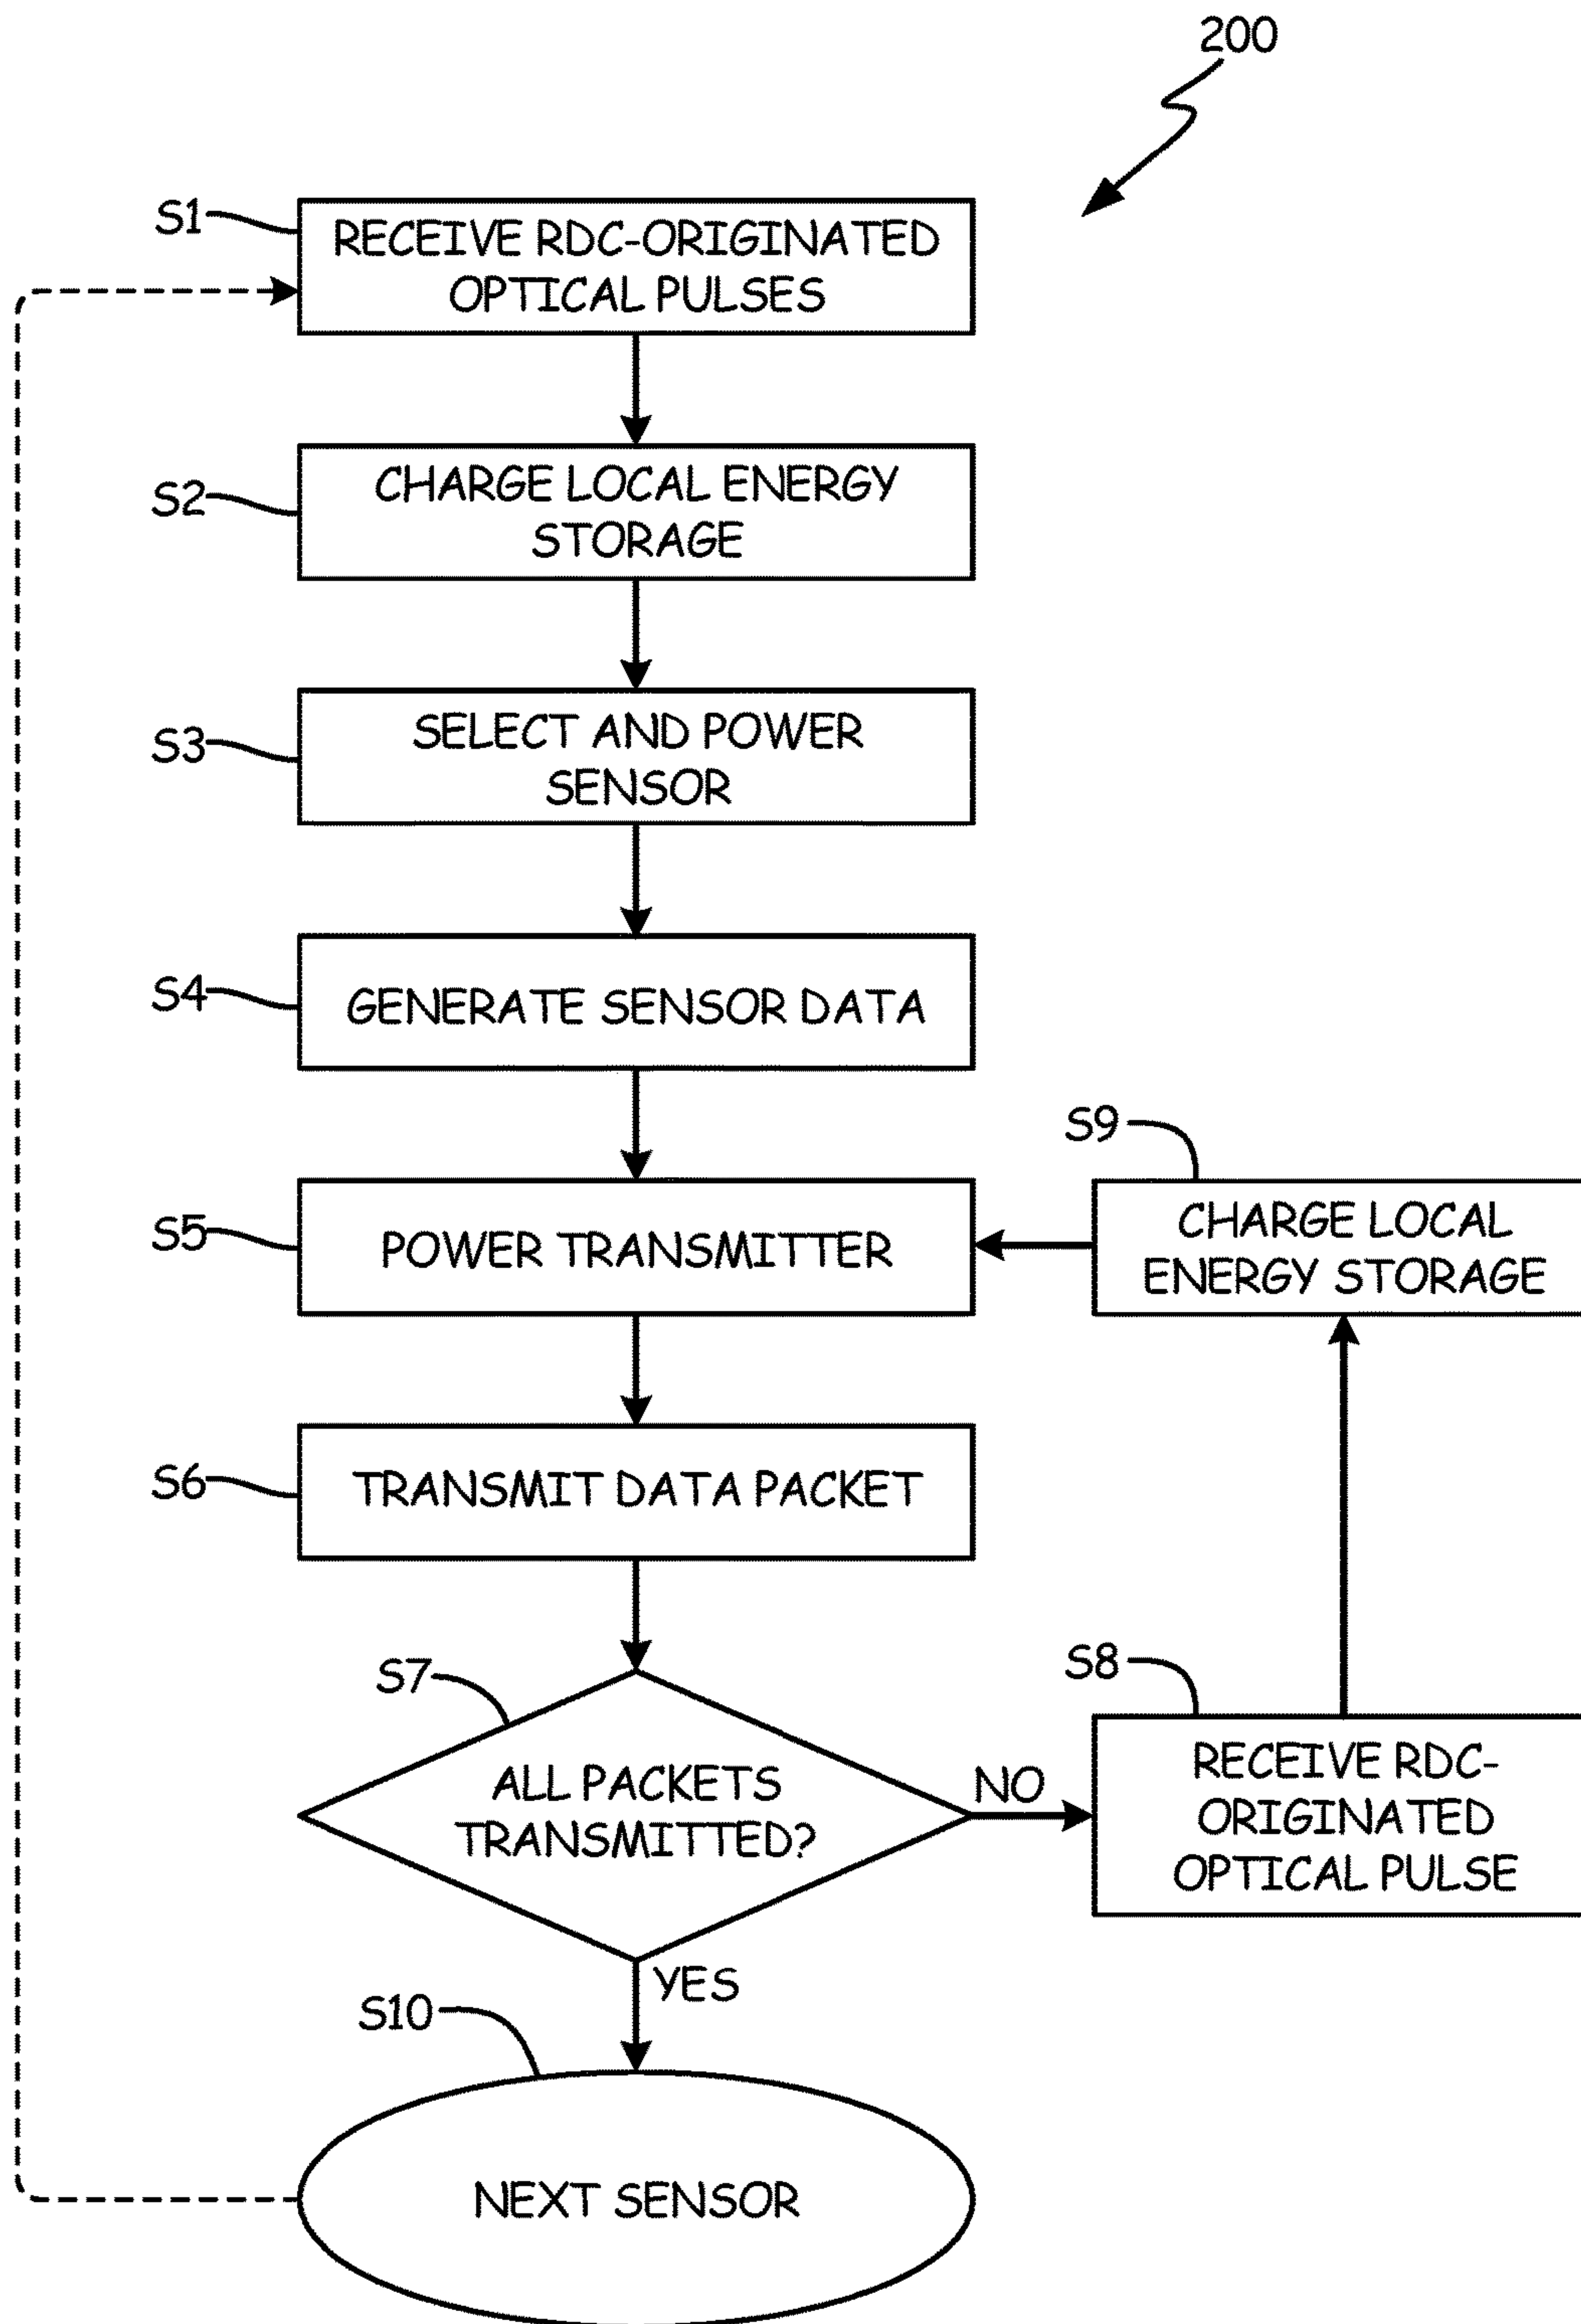 200
S1
RECEIVE RDC-ORIGINATED
OPTICAL PULSES
S2
CHARGE LOCAL ENERGY
STORAGE
S3
SELECT AND POWER
SENSOR
S4
GENERATE SENSOR DATA
S5
POWER TRANSMITTER
S9
CHARGE LOCAL
ENERGY STORAGE
S6
TRANSMIT DATA PACKET
S7
ALL PACKETS
TRANSMITTED?
NO
S8
RECEIVE RDC-
ORIGINATED
OPTICAL PULSE
YES
S10
NEXT SENSOR